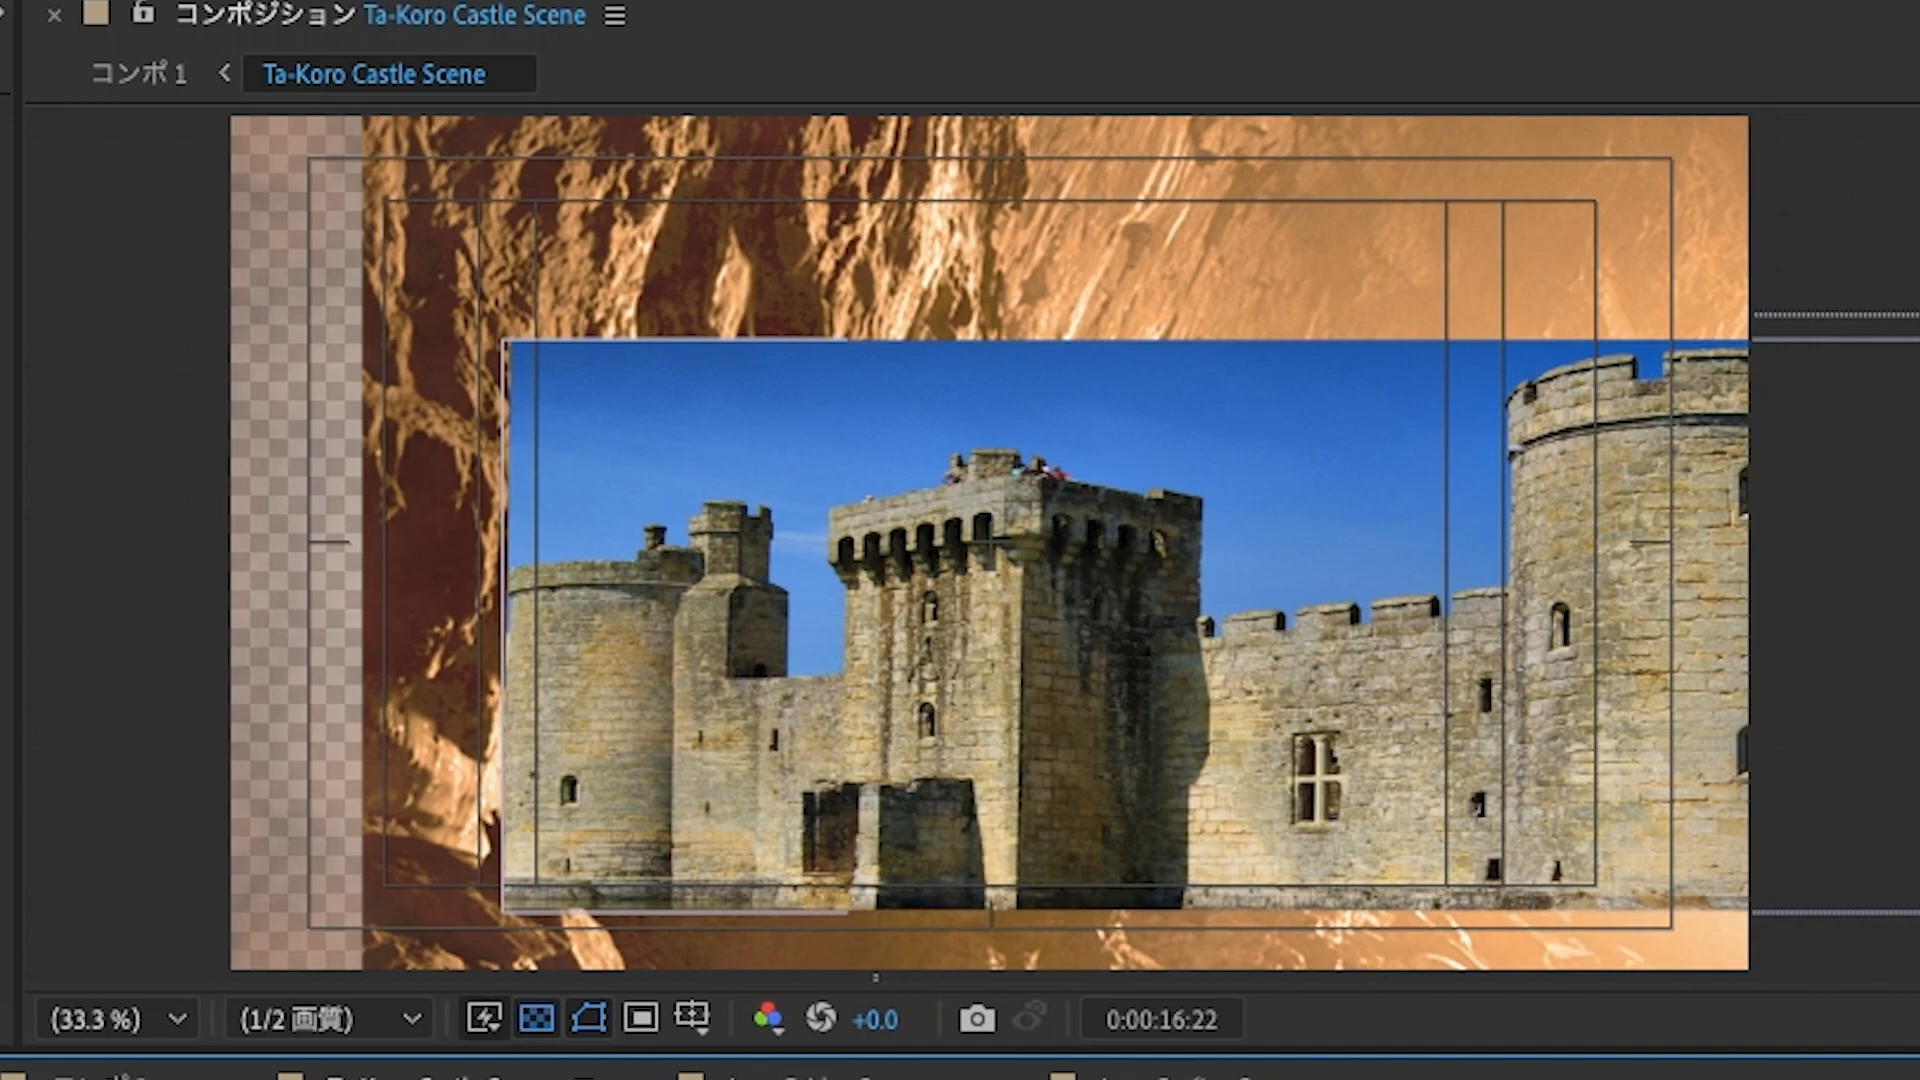 コンポジション Ta-Koro Castle Scene
コンポ 1 Ta-Koro Castle Scene
(33.3 %) (1/2 画質) +0.0 0:00:16:22